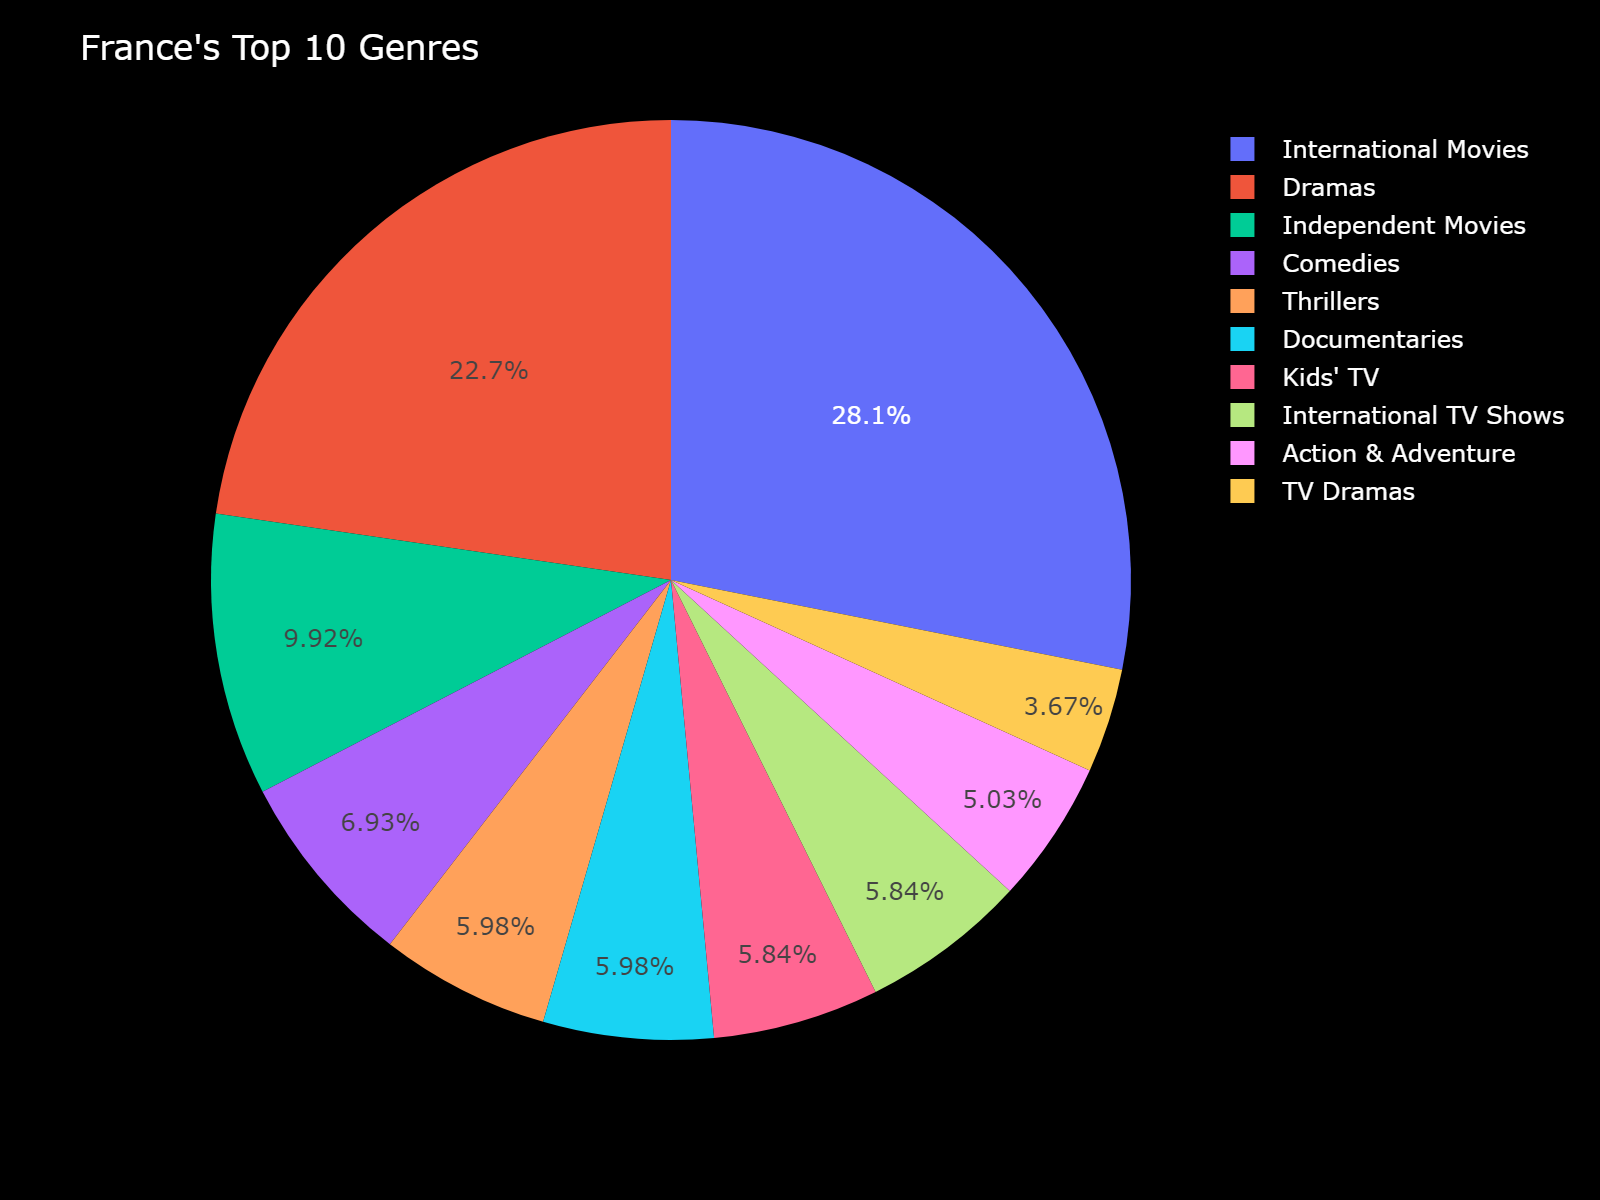 France's Top 10 Genres
International Movies
Dramas
Independent Movies
Comedies
Thrillers
Documentaries
Kids' TV
International TV Shows
Action & Adventure
TV Dramas
22.7%
28.1%
9.92%
3.67%
6.93%
5.03%
5.98%
5.98%
5.84%
5.84%